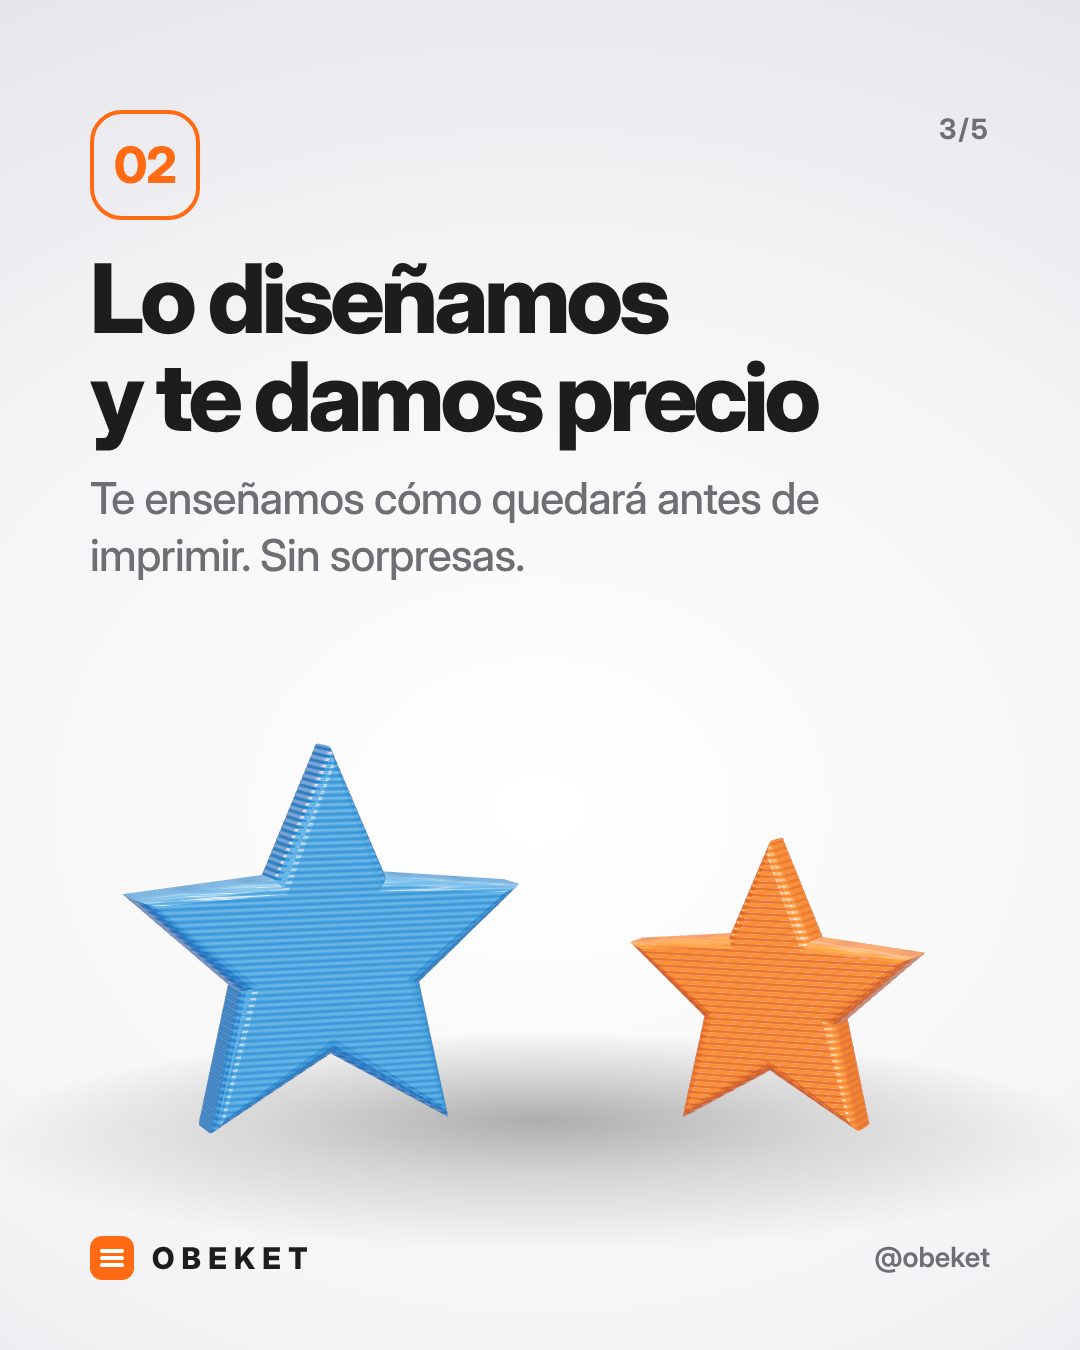 02
3/5
Lo diseñamos
y te damos precio
Te enseñamos cómo quedará antes de
imprimir. Sin sorpresas.
OBEKET
@obeket